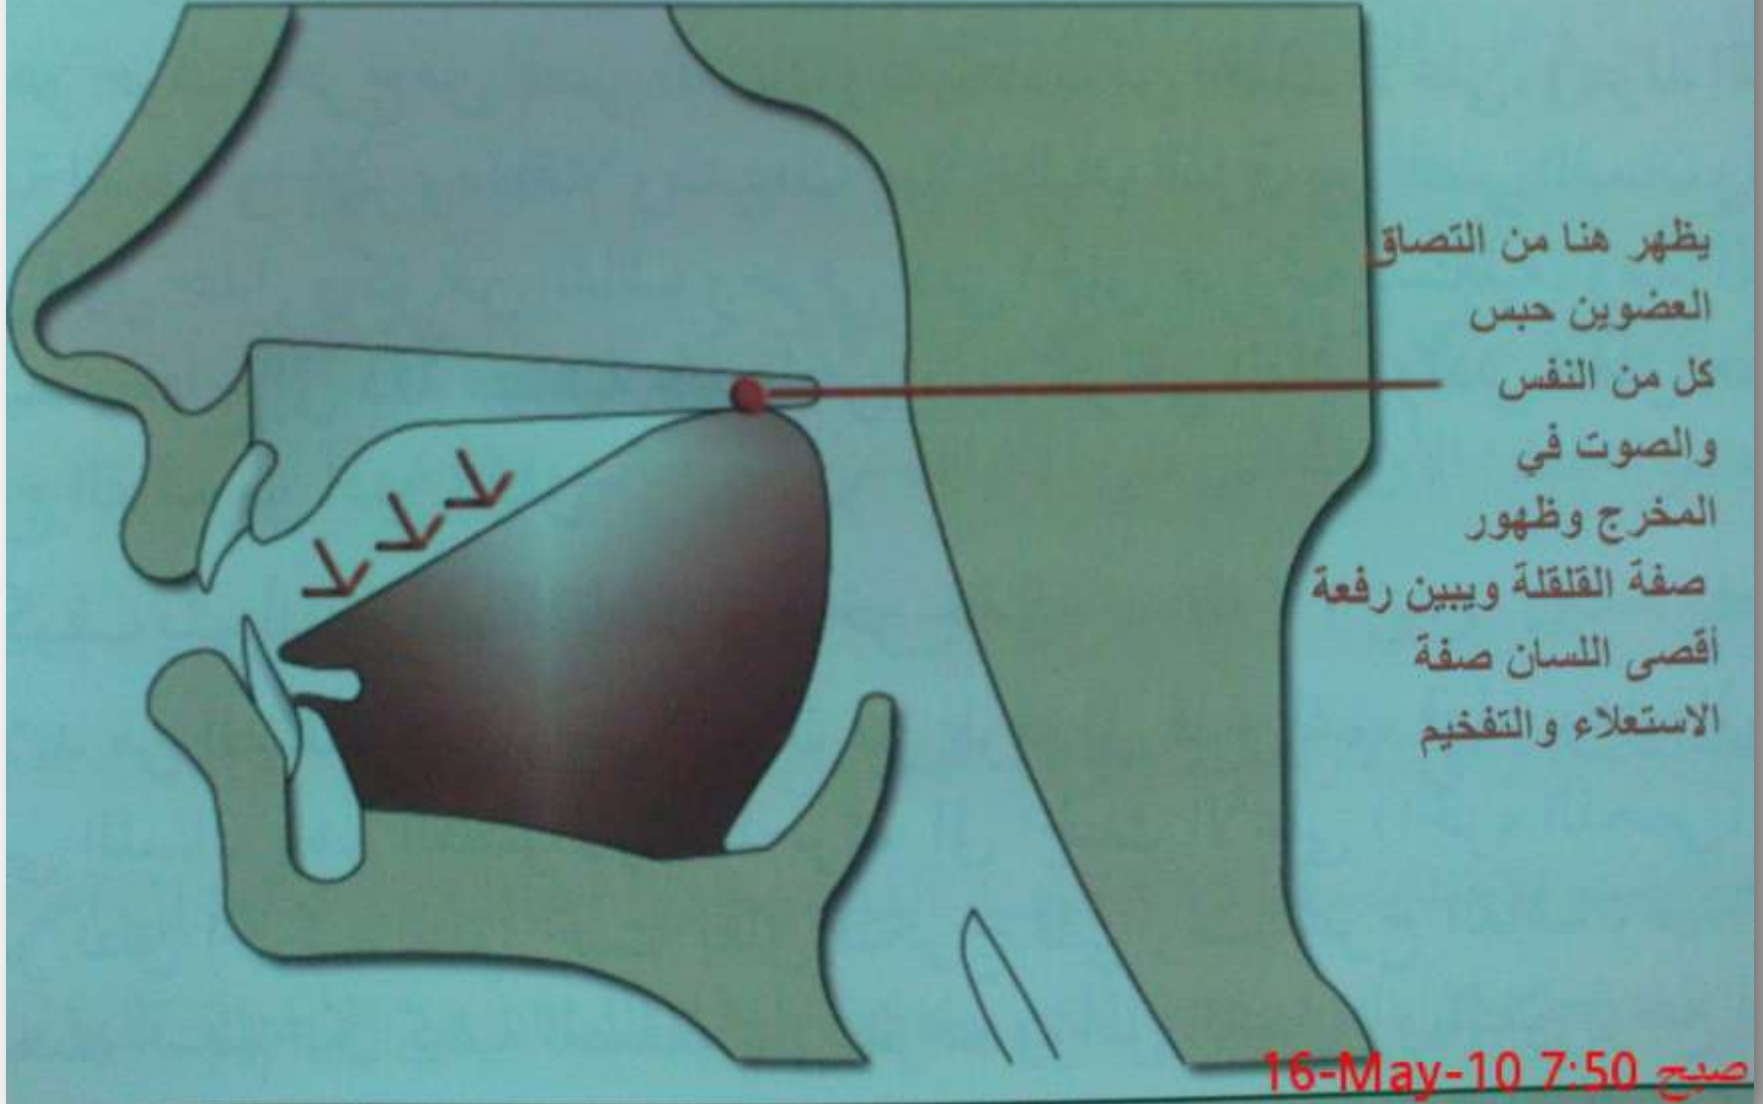 يظهر هنا من التصاق
العضوين حبس
كل من النفس
والصوت في
المخرج وظهور
صفة القلقلة ويبين رفعة
أقصى اللسان صفة
الاستعلاء والتفخيم
16-May-10 7:50 صبح